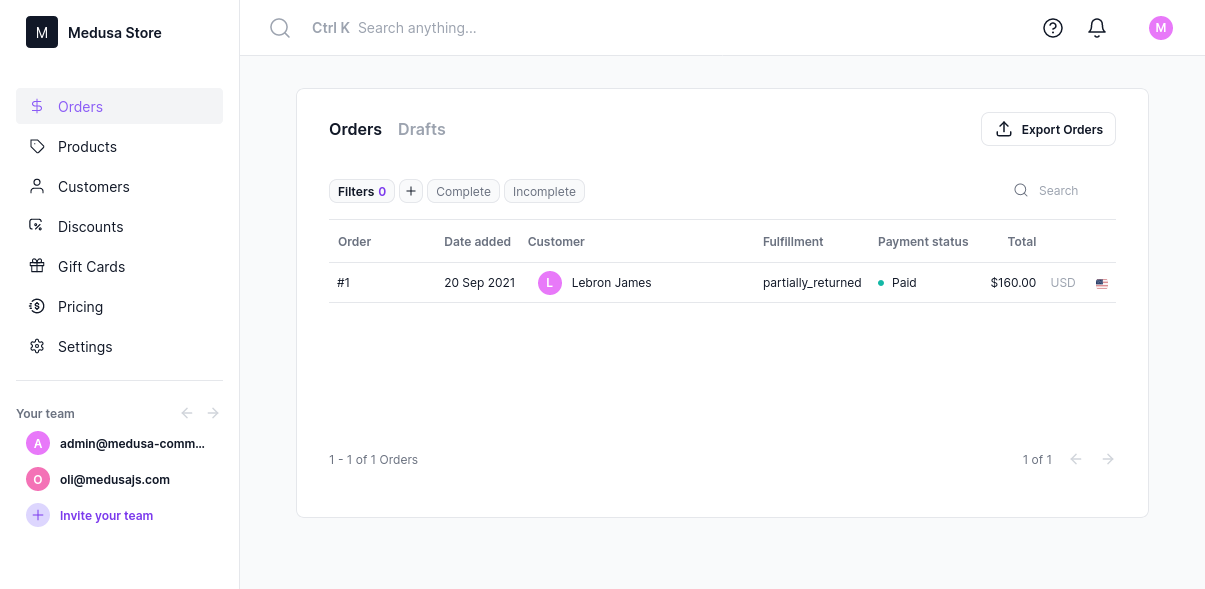 M Medusa Store
Ctrl K Search anything...
M
Orders
Products
Customers
Discounts
Gift Cards
Pricing
Settings
Your team
A admin@medusa-comm...
O oli@medusajs.com
Invite your team
Orders Drafts
Export Orders
Filters 0 + Complete Incomplete
Search
Order Date added Customer Fulfillment Payment status Total
#1 20 Sep 2021 L Lebron James partially_returned Paid $160.00 USD
1 - 1 of 1 Orders
1 of 1